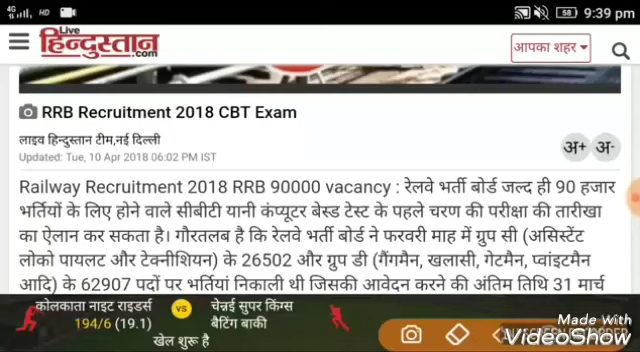 4G HD 58 9:39 pm
Live
हिन्दुस्तान
.com
आपका शहर
RRB Recruitment 2018 CBT Exam
लाइव हिन्दुस्तान टीम,नई दिल्ली
Updated: Tue, 10 Apr 2018 06:02 PM IST
अ+ अ-
Railway Recruitment 2018 RRB 90000 vacancy : रेलवे भर्ती बोर्ड जल्द ही 90 हजार
भर्तियों के लिए होने वाले सीबीटी यानी कंप्यूटर बेस्ड टेस्ट के पहले चरण की परीक्षा की तारीखा
का ऐलान कर सकता है। गौरतलब है कि रेलवे भर्ती बोर्ड ने फरवरी माह में ग्रुप सी (असिस्टेंट
लोको पायलट और टेक्नीशियन) के 26502 और ग्रुप डी (गैंगमैन, खलासी, गेटमैन, प्वांइटमैन
आदि) के 62907 पदों पर भर्तियां निकाली थी जिसकी आवेदन करने की अंतिम तिथि 31 मार्च
कोलकाता नाइट राइडर्स VS चेन्नई सुपर किंग्स
194/6 (19.1) बैटिंग बाकी
खेल शुरू है
Made With
VideoShow